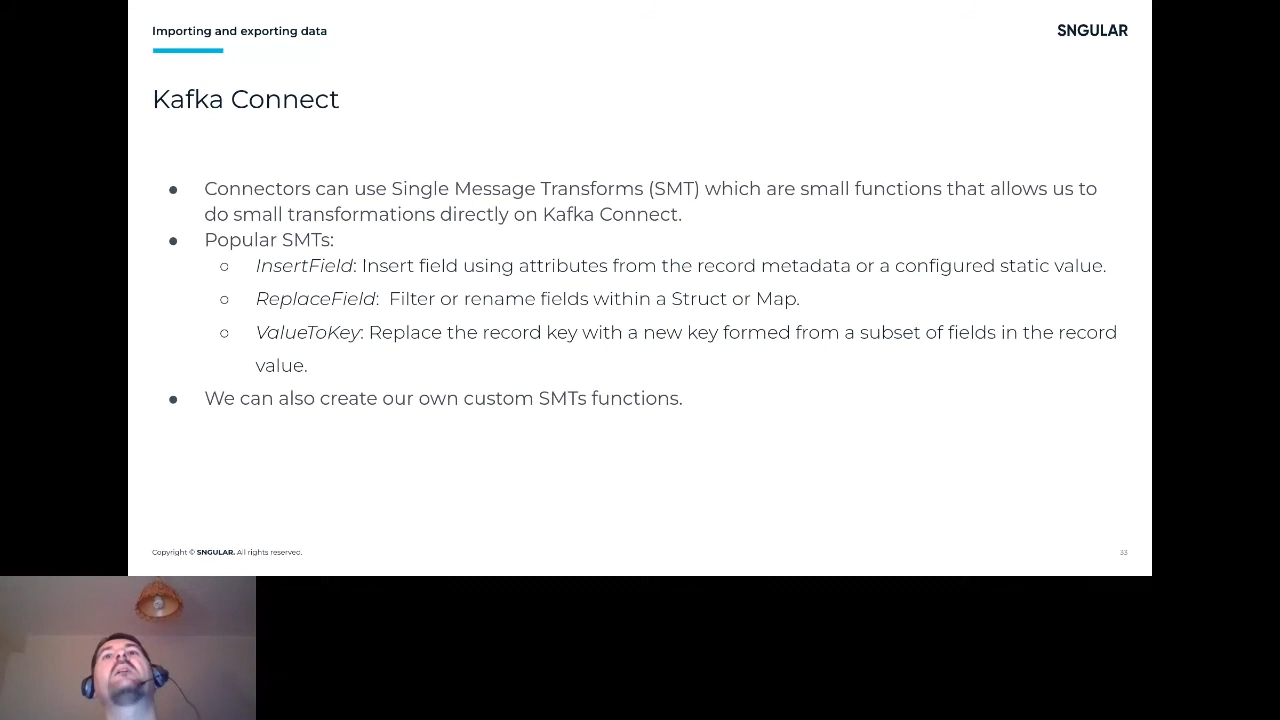 Importing and exporting data
SNGULAR
Kafka Connect
● Connectors can use Single Message Transforms (SMT) which are small functions that allows us to
do small transformations directly on Kafka Connect.
● Popular SMTs:
○ InsertField: Insert field using attributes from the record metadata or a configured static value.
○ ReplaceField:  Filter or rename fields within a Struct or Map.
○ ValueToKey: Replace the record key with a new key formed from a subset of fields in the record
value.
● We can also create our own custom SMTs functions.
Copyright © SNGULAR. All rights reserved.
33